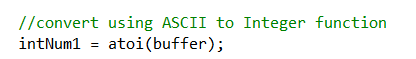 //convert using ASCII to Integer function
intNum1 = atoi(buffer);